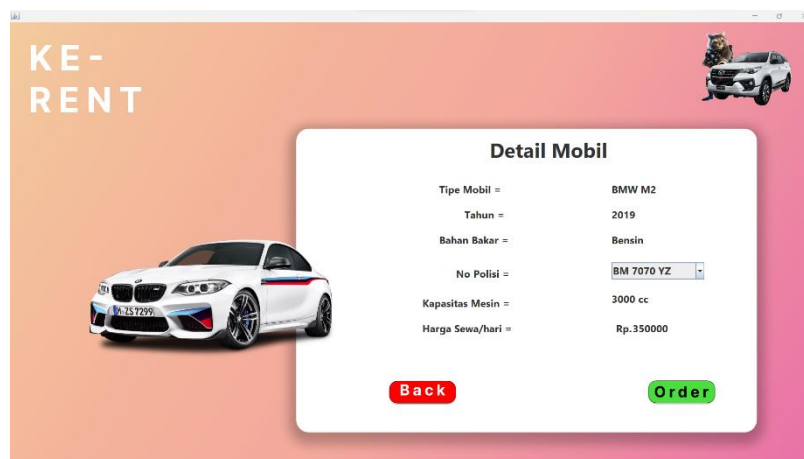 KE-
RENT
Detail Mobil
Tipe Mobil = BMW M2
Tahun = 2019
Bahan Bakar = Bensin
No Polisi = BM 7070 YZ
Kapasitas Mesin = 3000 cc
Harga Sewa/hari = Rp.350000
Back Order